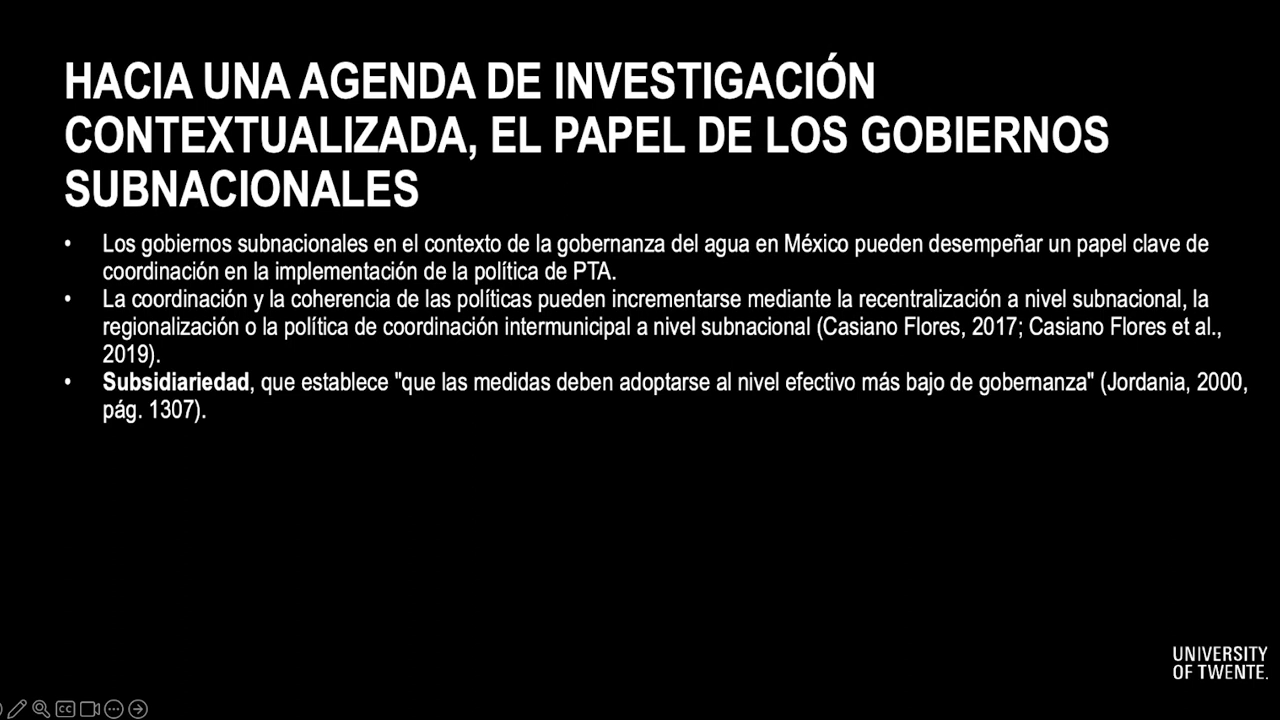 HACIA UNA AGENDA DE INVESTIGACIÓN
CONTEXTUALIZADA, EL PAPEL DE LOS GOBIERNOS
SUBNACIONALES
• Los gobiernos subnacionales en el contexto de la gobernanza del agua en México pueden desempeñar un papel clave de
coordinación en la implementación de la política de PTA.
• La coordinación y la coherencia de las políticas pueden incrementarse mediante la recentralización a nivel subnacional, la
regionalización o la política de coordinación intermunicipal a nivel subnacional (Casiano Flores, 2017; Casiano Flores et al.,
2019).
• Subsidiariedad, que establece "que las medidas deben adoptarse al nivel efectivo más bajo de gobernanza" (Jordania, 2000,
pág. 1307).
UNIVERSITY
OF TWENTE.
CC